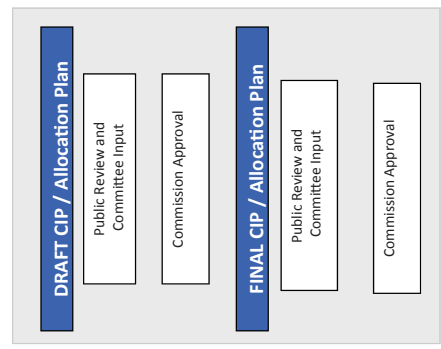 DRAFT CIP / Allocation Plan
Public Review and
Committee Input
Commission Approval
FINAL CIP / Allocation Plan
Public Review and
Committee Input
Commission Approval